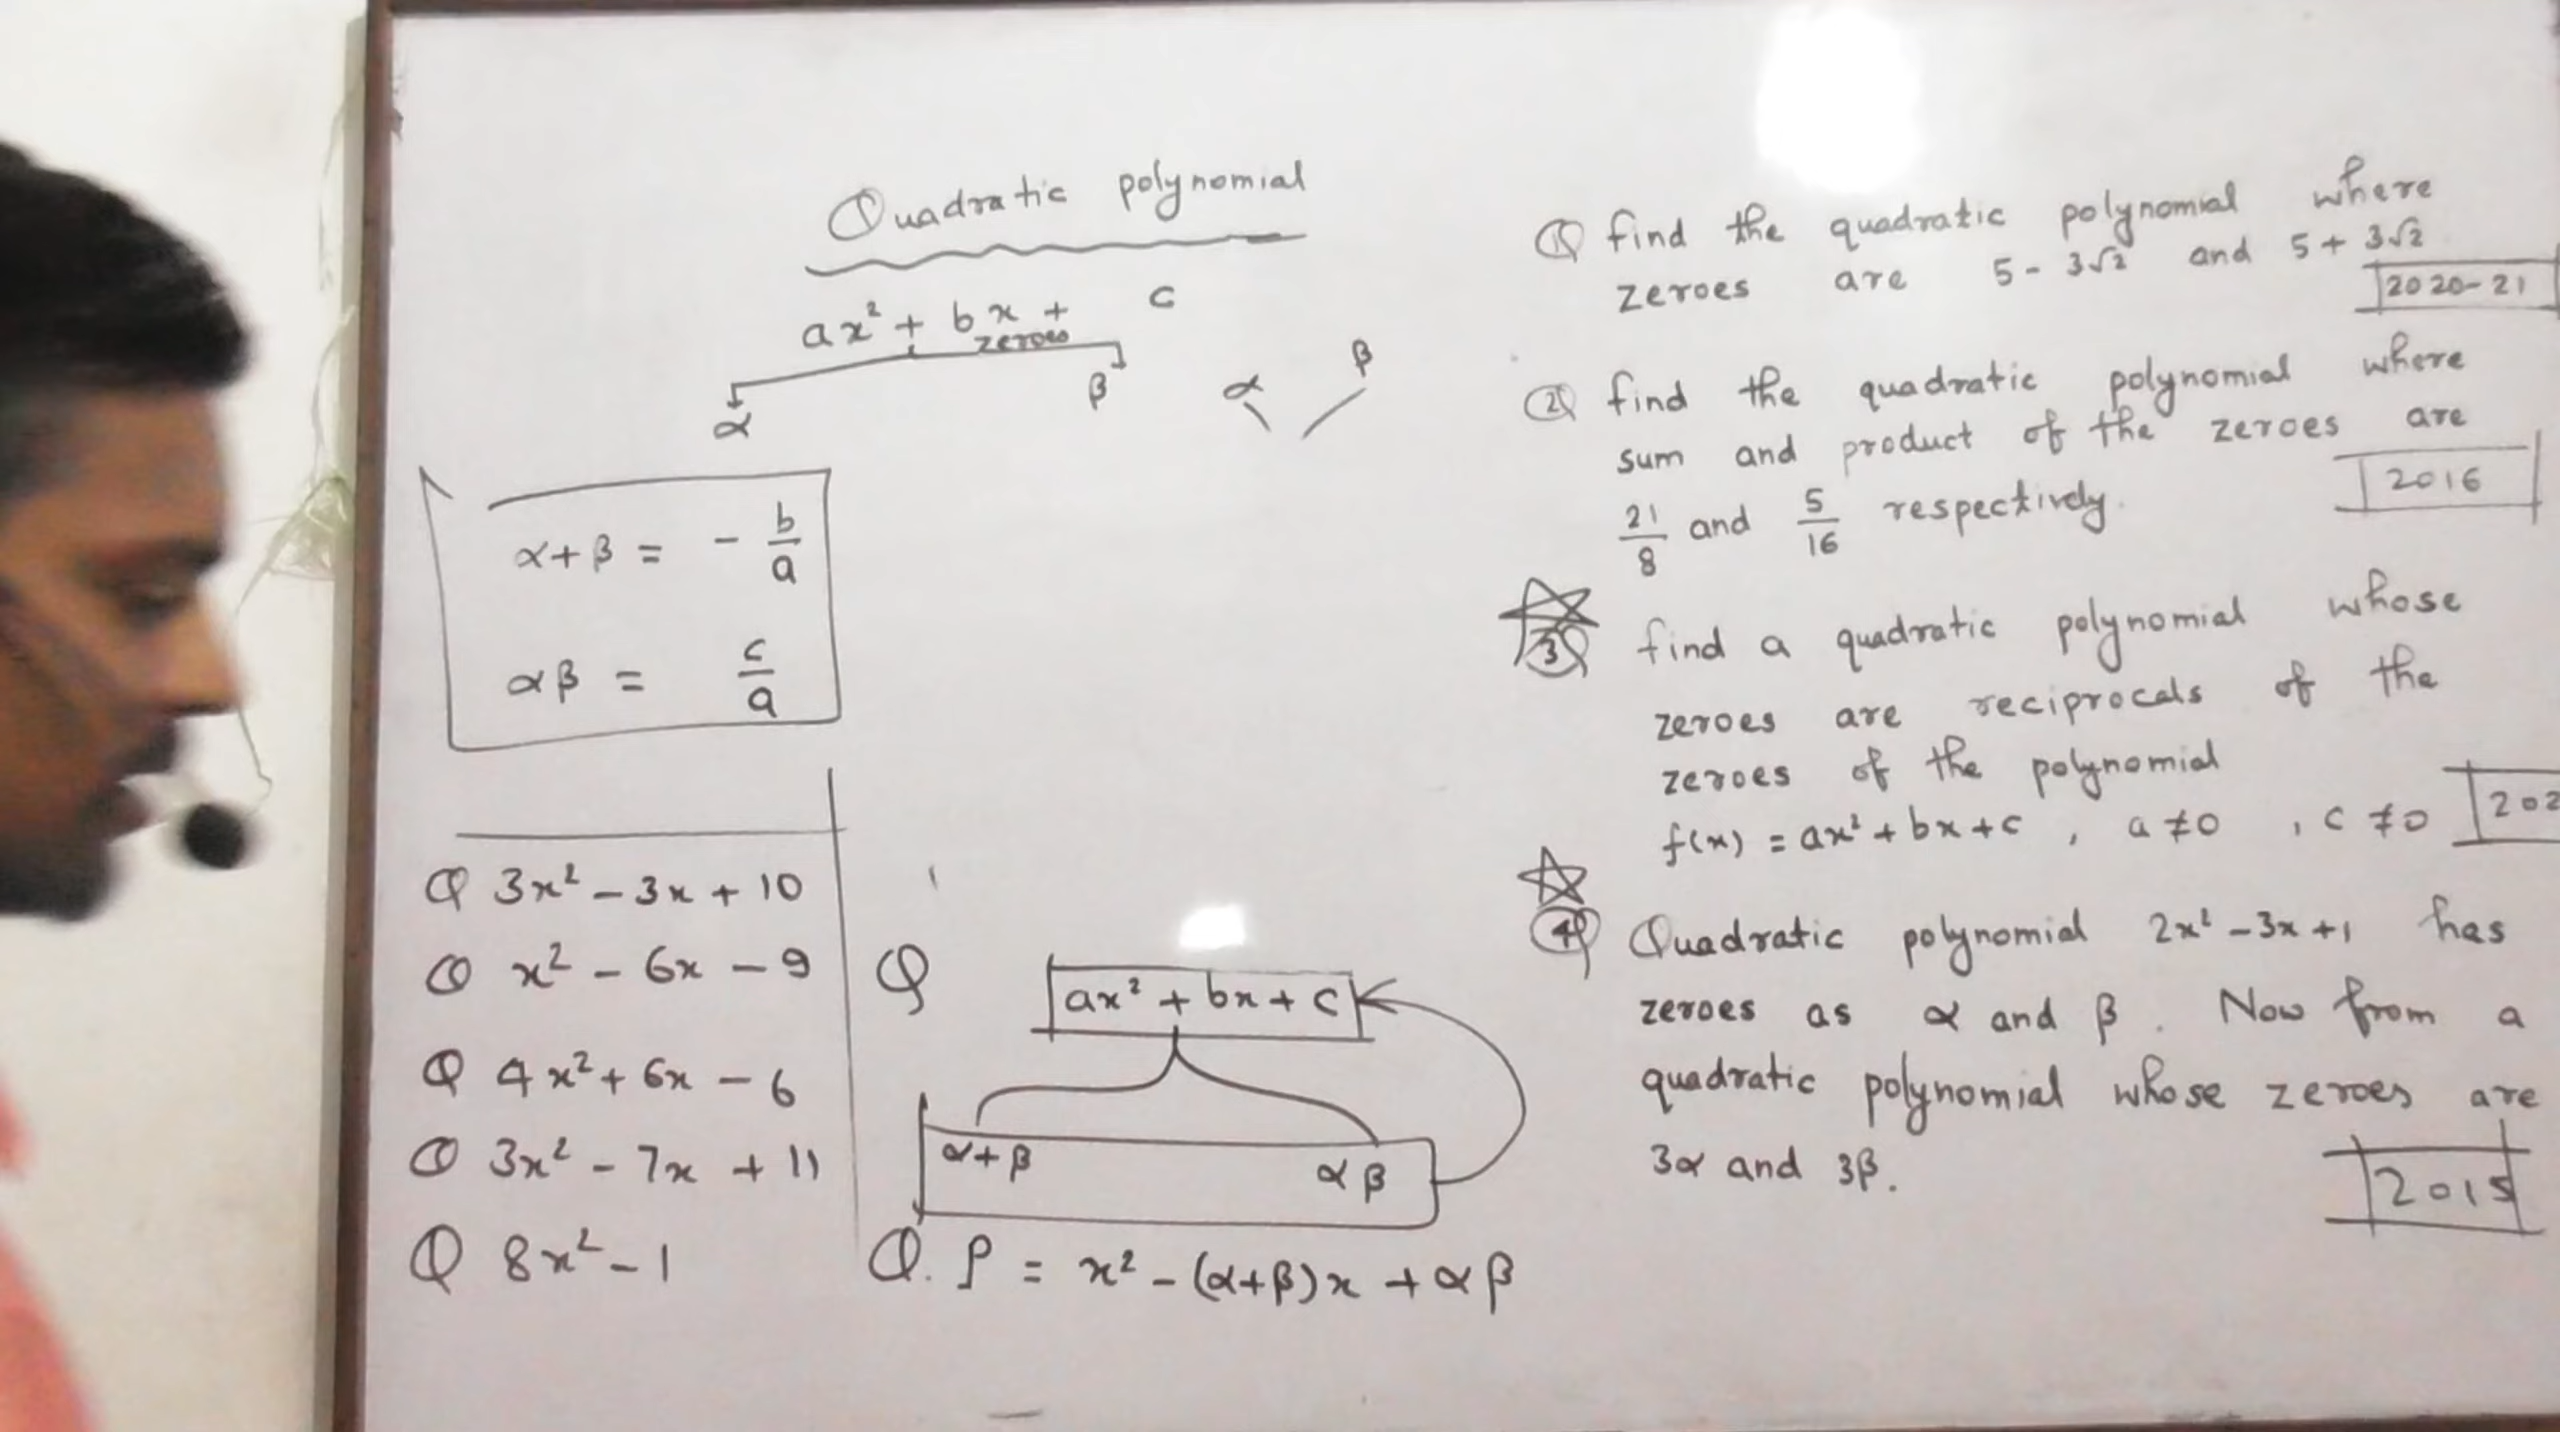 Quadratic polynomial
ax² + bx + c
zeroes
α β
α β
α+β = - b/a
αβ = c/a
Q 3x² - 3x + 10
Q x² - 6x - 9
Q 4x² + 6x - 6
Q 3x² - 7x + 11
Q 8x² - 1
Q ax² + bx + c
α+β αβ
Q. P = x² - (α+β)x + αβ
① find the quadratic polynomial where
zeroes are 5 - 3√2 and 5 + 3√2
2020-21
② find the quadratic polynomial where
sum and product of the zeroes are
21/8 and 5/16 respectively.
2016
③ find a quadratic polynomial whose
zeroes are reciprocals of the
zeroes of the polynomial
f(x) = ax² + bx + c , a ≠ 0 , c ≠ 0
202
④ Quadratic polynomial 2x² - 3x + 1 has
zeroes as α and β . Now from a
quadratic polynomial whose zeroes are
3α and 3β.
2015